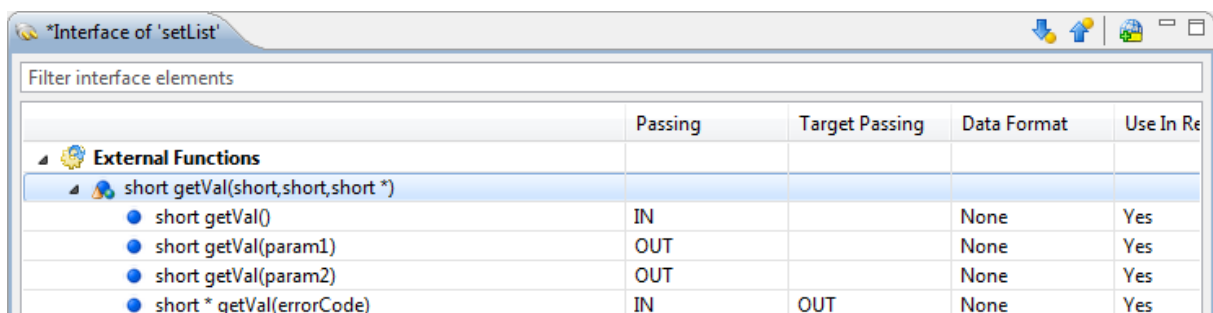 *Interface of 'setList'
Filter interface elements
Passing Target Passing Data Format Use In Re
External Functions
short getVal(short,short,short *)
short getVal() IN None Yes
short getVal(param1) OUT None Yes
short getVal(param2) OUT None Yes
short * getVal(errorCode) IN OUT None Yes